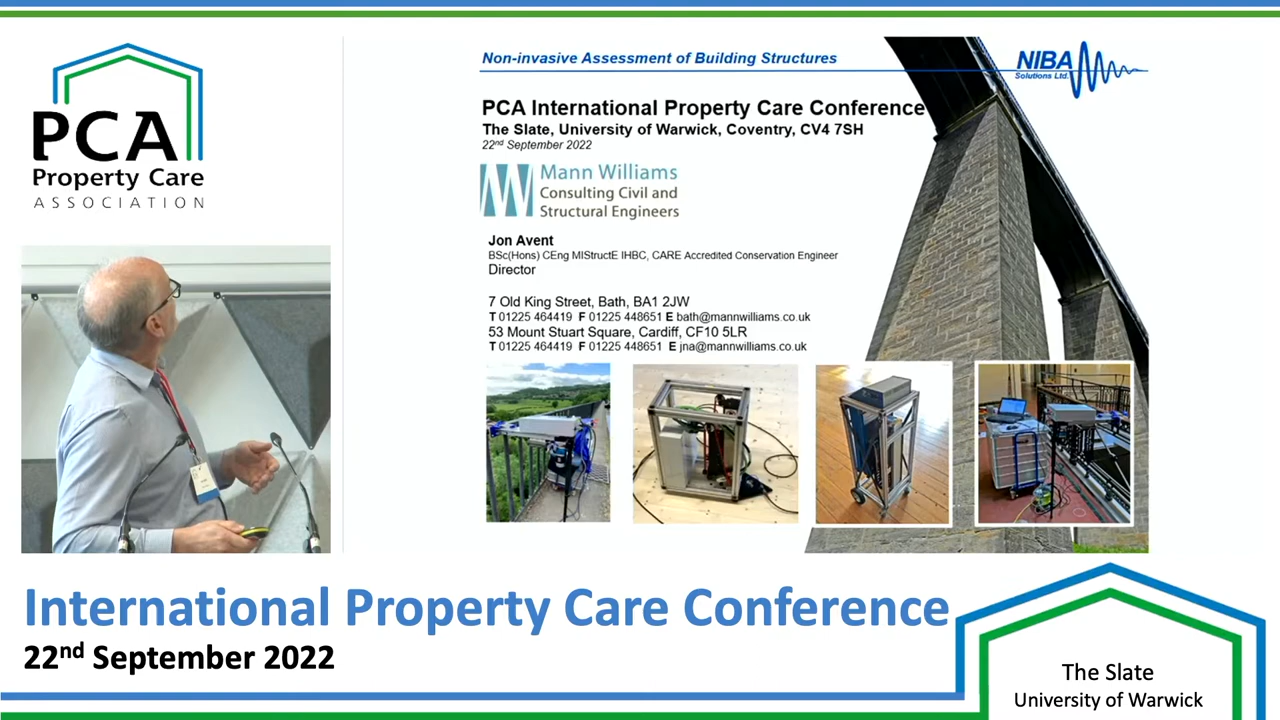 PCA
Property Care
ASSOCIATION
Non-invasive Assessment of Building Structures
NIBA
Solutions Ltd.
PCA International Property Care Conference
The Slate, University of Warwick, Coventry, CV4 7SH
22nd September 2022
Mann Williams
Consulting Civil and
Structural Engineers
Jon Avent
BSc(Hons) CEng MIStructE IHBC, CARE Accredited Conservation Engineer
Director
7 Old King Street, Bath, BA1 2JW
T 01225 464419 F 01225 448651 E bath@mannwilliams.co.uk
53 Mount Stuart Square, Cardiff, CF10 5LR
T 01225 464419 F 01225 448651 E jna@mannwilliams.co.uk
International Property Care Conference
22nd September 2022
The Slate
University of Warwick